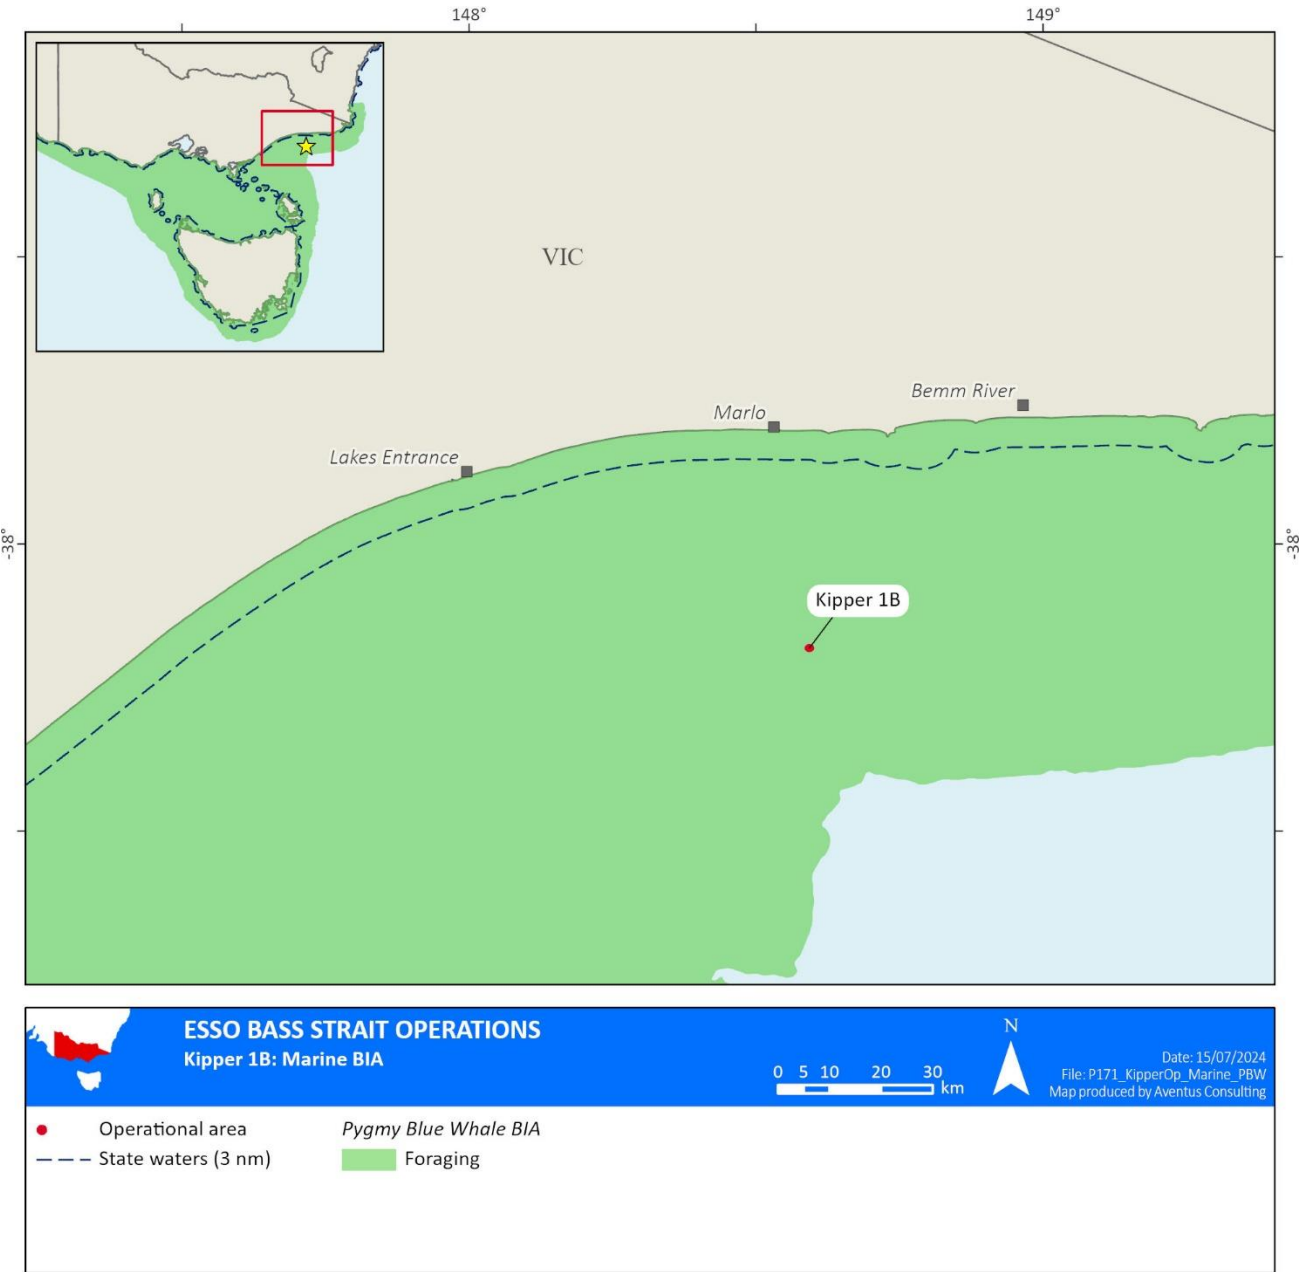 148°
149°
VIC
Bemm River
Marlo
Lakes Entrance
-38°
-38°
Kipper 1B
ESSO BASS STRAIT OPERATIONS
Kipper 1B: Marine BIA
0 5 10 20 30 km
N
Date: 15/07/2024
File: P171_KipperOp_Marine_PBW
Map produced by Aventus Consulting
Operational area
State waters (3 nm)
Pygmy Blue Whale BIA
Foraging